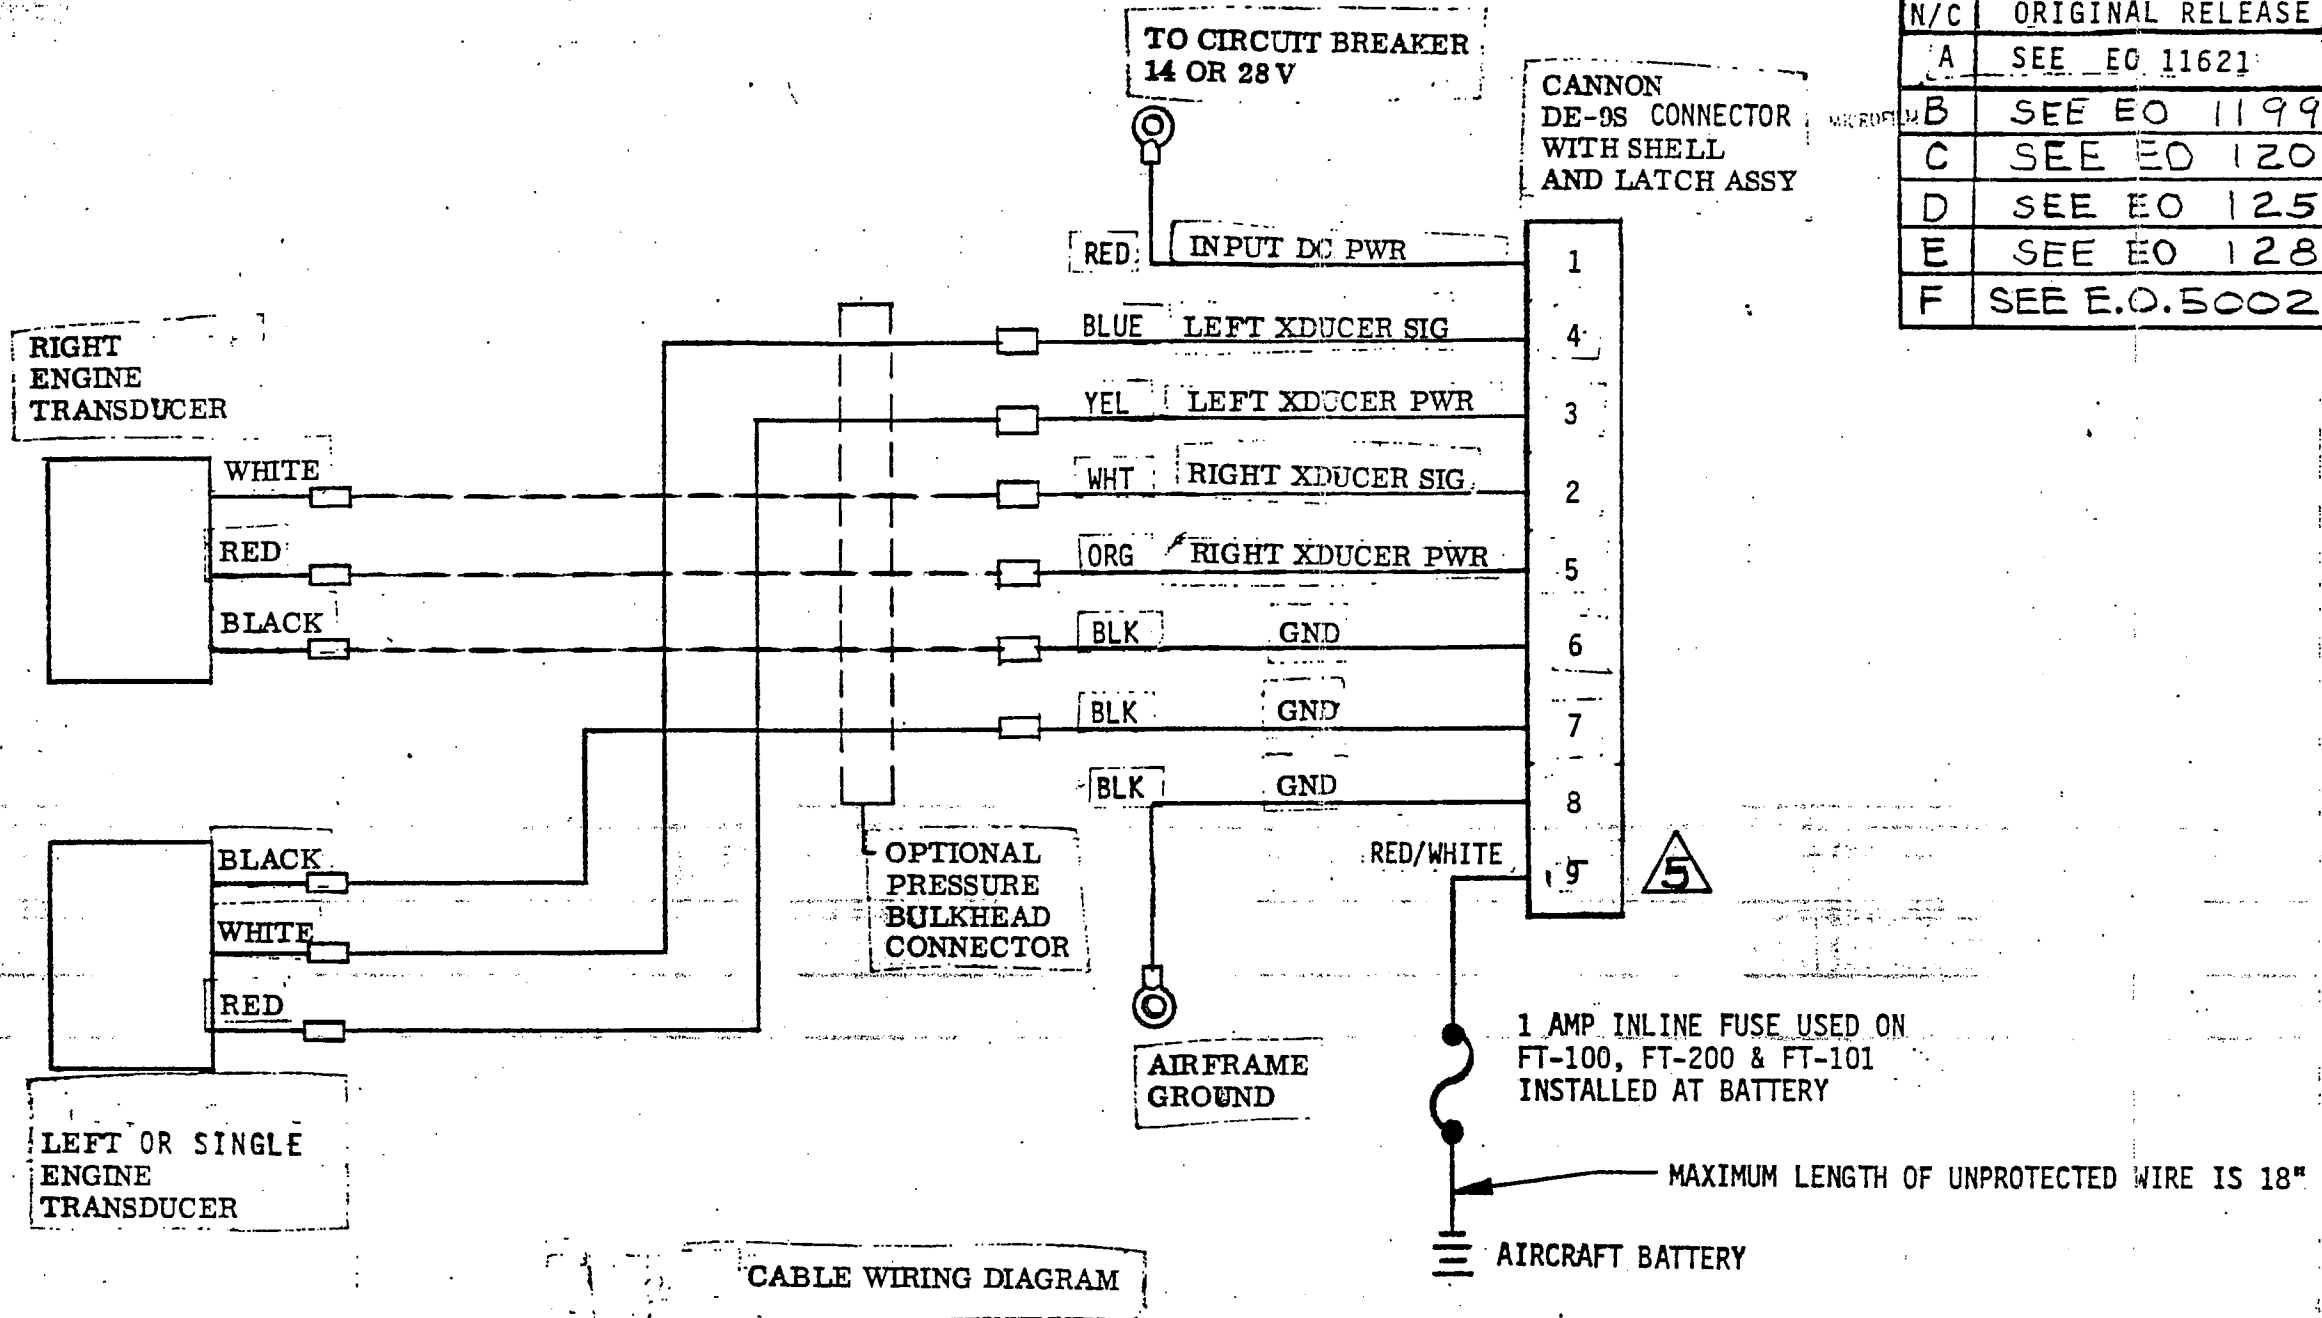 TO CIRCUIT BREAKER
14 OR 28 V
CANNON
DE-9S CONNECTOR
WITH SHELL
AND LATCH ASSY
MICROFILM
N/C ORIGINAL RELEASE
A SEE EO 11621
B SEE EO 1199
C SEE EO 120
D SEE EO 125
E SEE EO 128
F SEE E.O.5002
RED INPUT DC PWR 1
BLUE LEFT XDUCER SIG 4
YEL LEFT XDUCER PWR 3
WHT RIGHT XDUCER SIG 2
ORG RIGHT XDUCER PWR 5
BLK GND 6
BLK GND 7
BLK GND 8
RED/WHITE 9
5
RIGHT
ENGINE
TRANSDUCER
WHITE
RED
BLACK
BLACK
WHITE
RED
LEFT OR SINGLE
ENGINE
TRANSDUCER
OPTIONAL
PRESSURE
BULKHEAD
CONNECTOR
AIRFRAME
GROUND
1 AMP INLINE FUSE USED ON
FT-100, FT-200 & FT-101
INSTALLED AT BATTERY
MAXIMUM LENGTH OF UNPROTECTED WIRE IS 18"
AIRCRAFT BATTERY
CABLE WIRING DIAGRAM